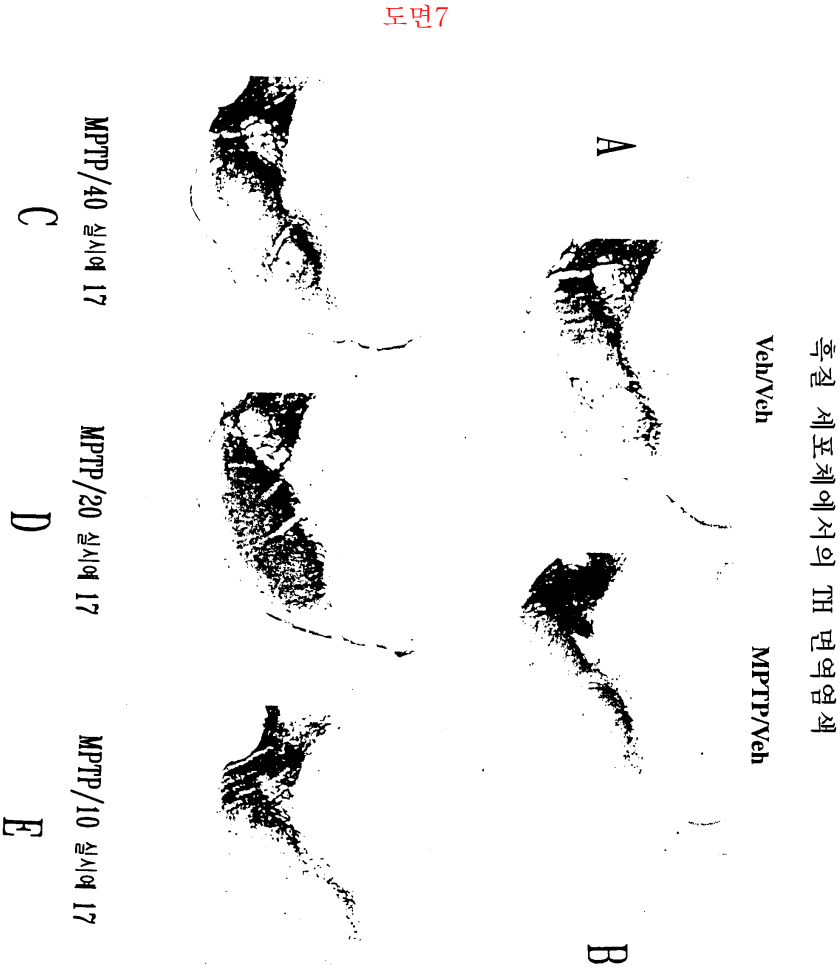 도면7
흑질 세포체에서의 TH 면역염색
A
Veh/Veh
MPTP/Veh
B
MPTP/40 실시예 17
C
MPTP/20 실시예 17
D
MPTP/10 실시예 17
E